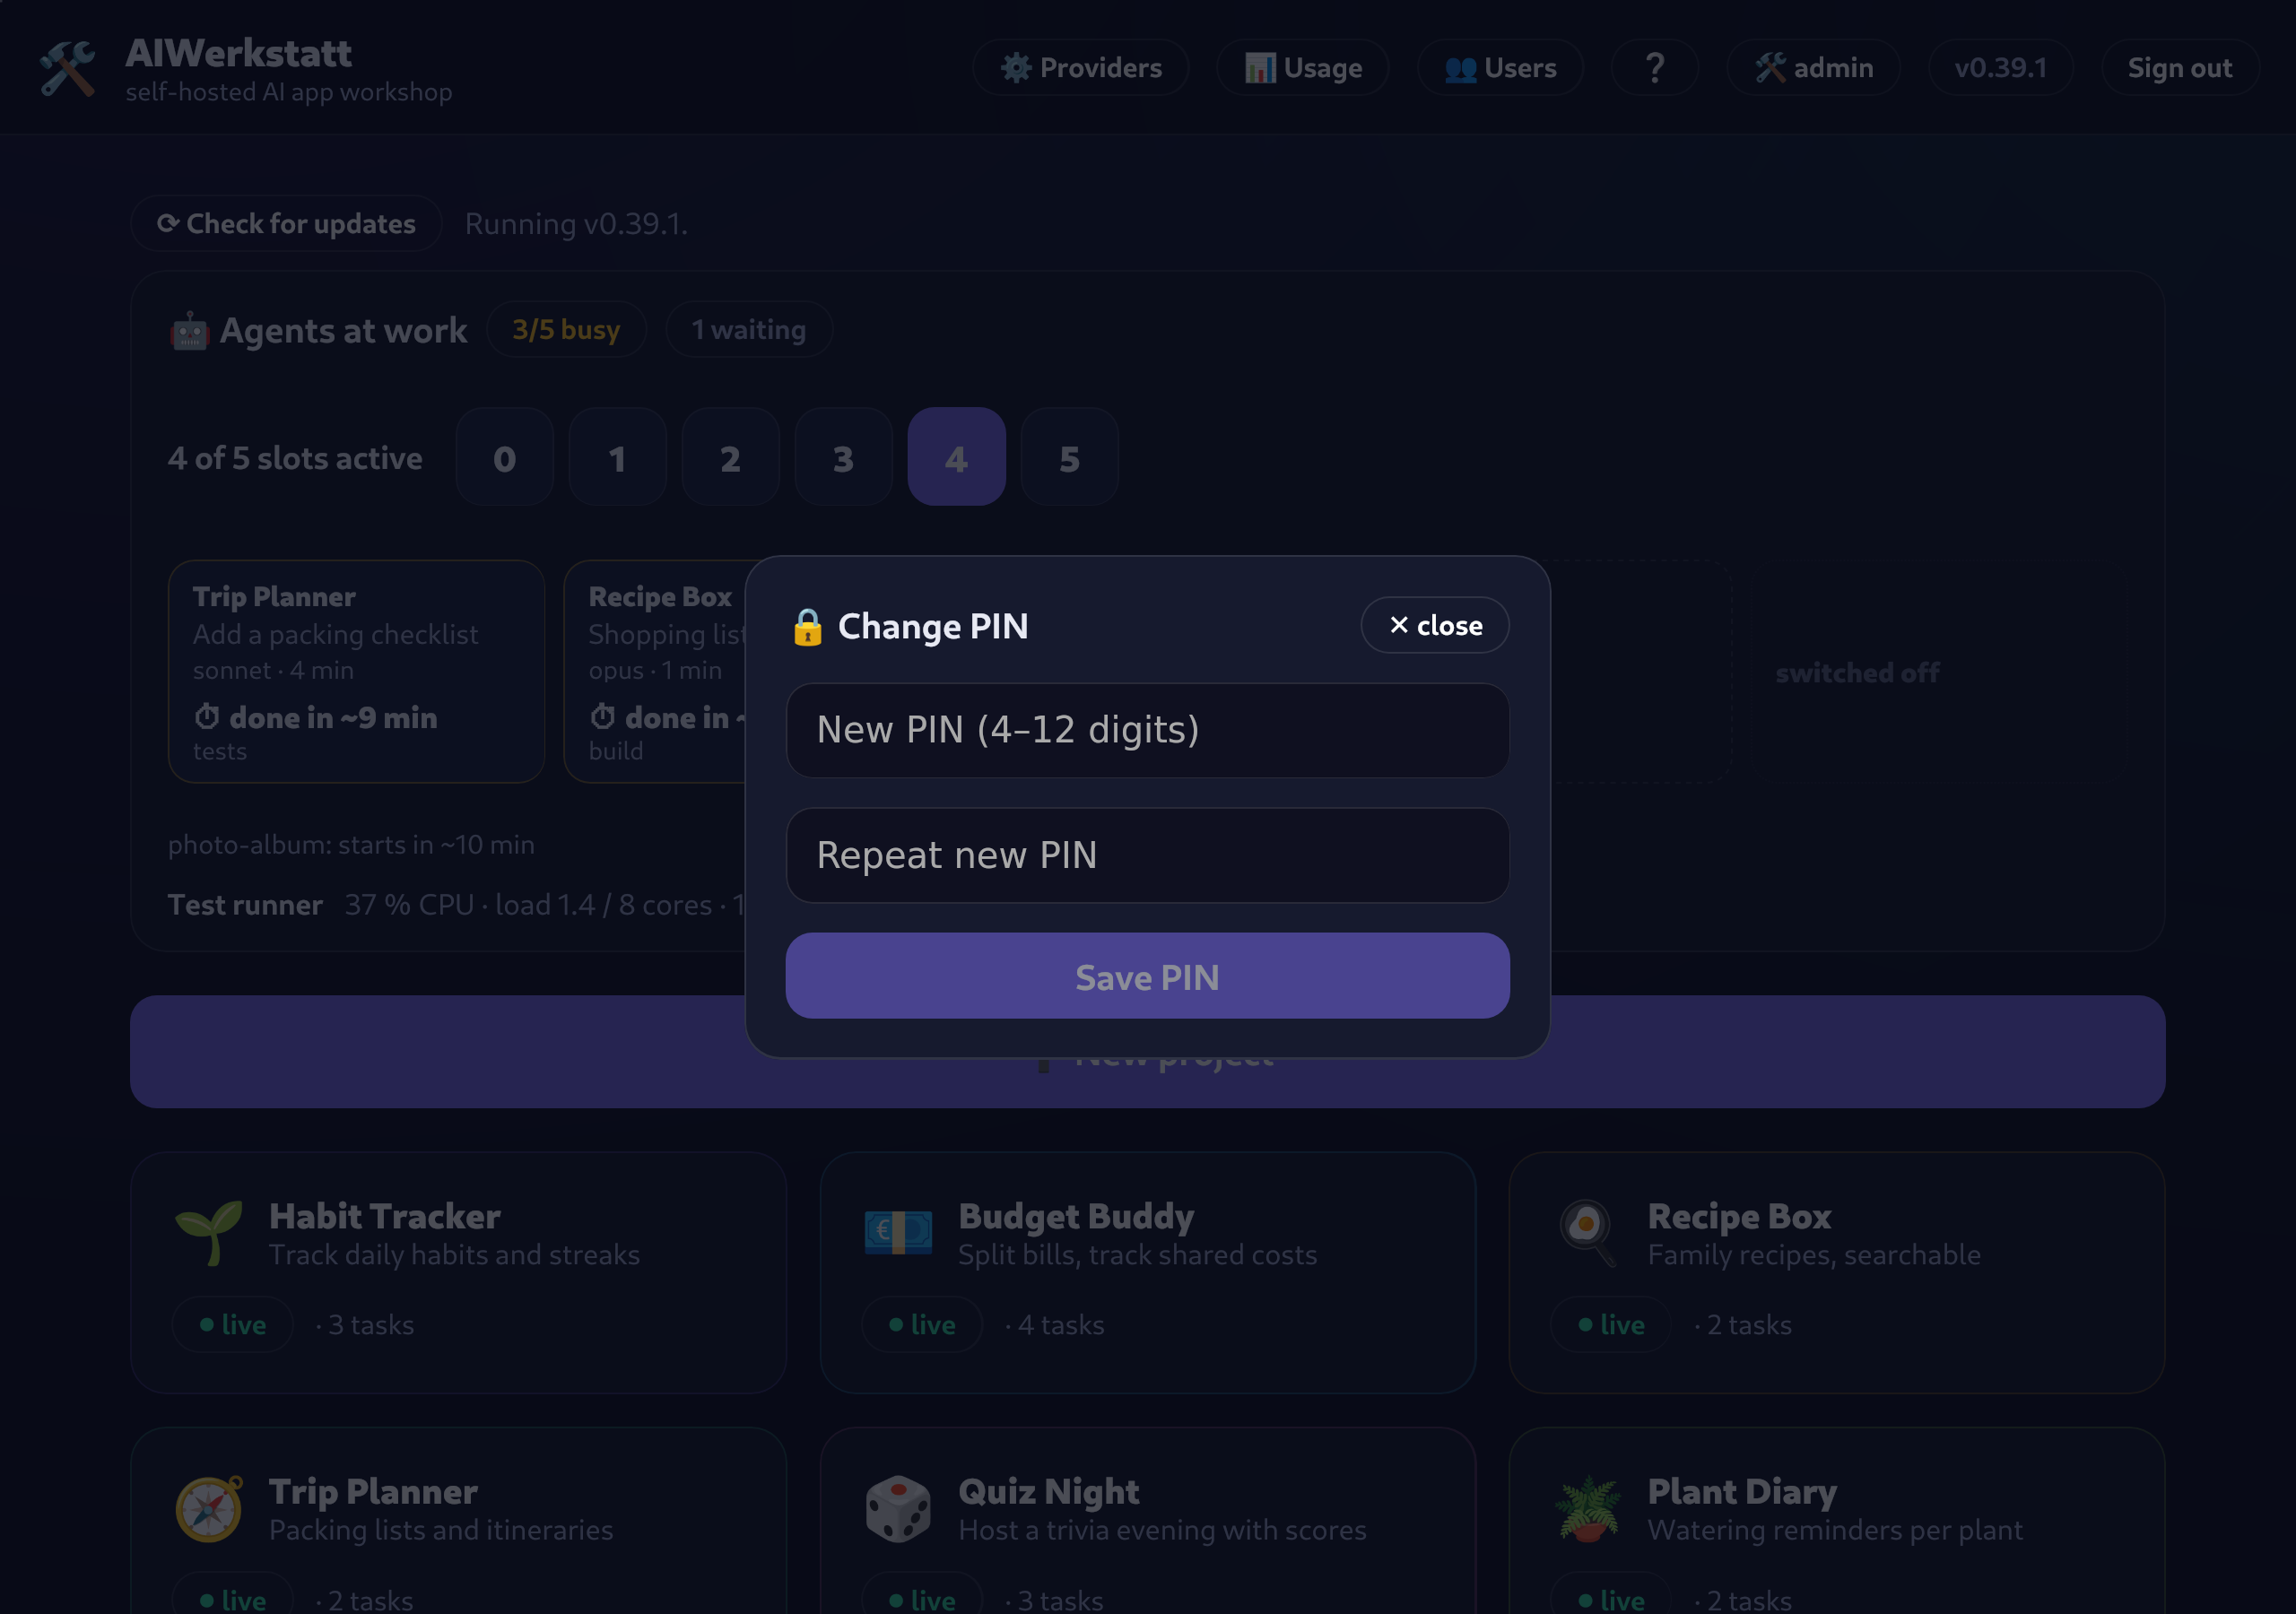 AIWerkstatt
self-hosted AI app workshop
Providers
Usage
Users
?
admin
v0.39.1
Sign out
⟳ Check for updates
Running v0.39.1.
Agents at work
3/5 busy
1 waiting
4 of 5 slots active
0
1
2
3
4
5
Trip Planner
Add a packing checklist
sonnet · 4 min
done in ~9 min
tests
Recipe Box
Shopping list
opus · 1 min
done in ~
build
switched off
photo-album: starts in ~10 min
Test runner 37 % CPU · load 1.4 / 8 cores · 1
Change PIN
✕ close
New PIN (4–12 digits)
Repeat new PIN
Save PIN
New project
Habit Tracker
Track daily habits and streaks
live · 3 tasks
Budget Buddy
Split bills, track shared costs
live · 4 tasks
Recipe Box
Family recipes, searchable
live · 2 tasks
Trip Planner
Packing lists and itineraries
live · 2 tasks
Quiz Night
Host a trivia evening with scores
live · 3 tasks
Plant Diary
Watering reminders per plant
live · 2 tasks